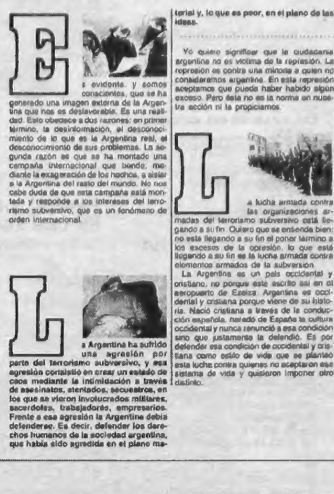 E
s evidente, y somos
conscientes, que se ha
generado una imagen externa de la Argen-
tina que nos es desfavorable. Es una reali-
dad. Esto obedece a dos razones: en primer
término, la desinformación, el desconoci-
miento de lo que es la Argentina real, el
desconocimiento de sus problemas. La se-
gunda razón es que se ha montado una
campaña internacional que tiende, me-
diante la exageración de los hechos, a aislar
a la Argentina del resto del mundo. No nos
cabe duda de que esta campaña está mon-
tada y responde a los intereses del terro-
rismo subversivo, que es un fenómeno de
orden internacional.
L
a Argentina ha sufrido
una agresión por
parte del terrorismo subversivo, y esa
agresión consistió en crear un estado de
caos mediante la intimidación a través
de asesinatos, atentados, secuestros, en
los que se vieron involucrados militares,
sacerdotes, trabajadores, empresarios.
Frente a esa agresión la Argentina debía
defenderse. Es decir, defender los dere-
chos humanos de la sociedad argentina,
que había sido agredida en el plano ma-
terial y, lo que es peor, en el plano de las
ideas.
Yo quiero significar que la ciudadanía
argentina no es víctima de la represión. La
represión es contra una minoría a quien no
consideramos argentina. En esta represión
aceptamos que pueda haber habido algún
exceso. Pero ésta no es la norma en nues-
tra acción ni la propiciamos.
L
a lucha armada contra
las organizaciones ar-
madas del terrorismo subversivo está lle-
gando a su fin. Quiero que se entienda bien:
no está llegando a su fin el poner término a
los excesos de la opresión, lo que está
llegando a su fin es la lucha armada contra
elementos armados de la subversión.
La Argentina es un país occidental y
cristiano, no porque esté escrito así en el
aeropuerto de Ezeiza. Argentina es occi-
dental y cristiana porque viene de su histo-
ria. Nació cristiana a través de la conduc-
ción española, heredó de España la cultura
occidental y nunca renunció a esa condición
sino que justamente la defendió. Es por
defender esa condición de occidental y cris-
tiana como estilo de vida que se planteó
esta lucha contra quienes no aceptaron ese
sistema de vida y quisieron imponer otro
distinto.